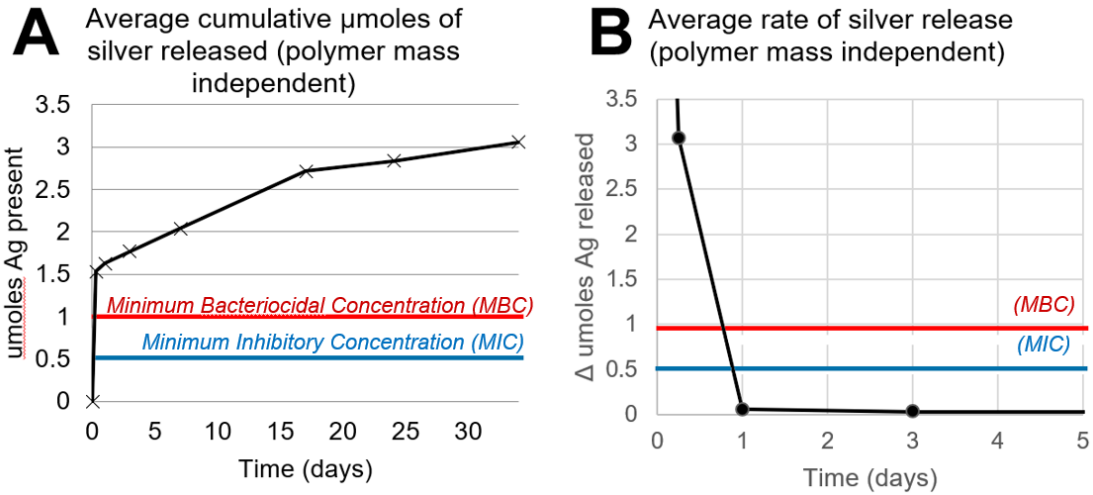 A
Average cumulative µmoles of
silver released (polymer mass
independent)
3.5
3
2.5
2
1.5
1
0.5
0
umoles Ag present
Minimum Bacteriocidal Concentration (MBC)
Minimum Inhibitory Concentration (MIC)
0 5 10 15 20 25 30
Time (days)
B
Average rate of silver release
(polymer mass independent)
3.5
3
2.5
2
1.5
1
0.5
0
Δ umoles Ag released
(MBC)
(MIC)
0 1 2 3 4 5
Time (days)